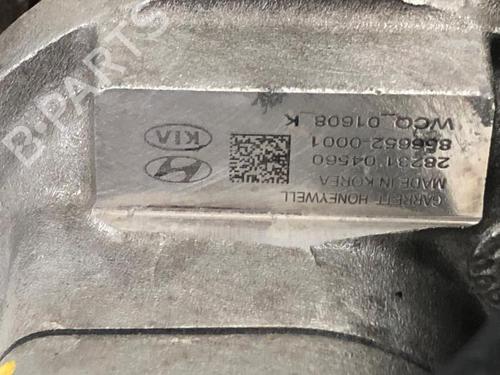 GARRETT HONEYWELL
MADE IN KOREA
28231 04560
856652-0001
WCQ_01608_K
KIA
B-PARTS